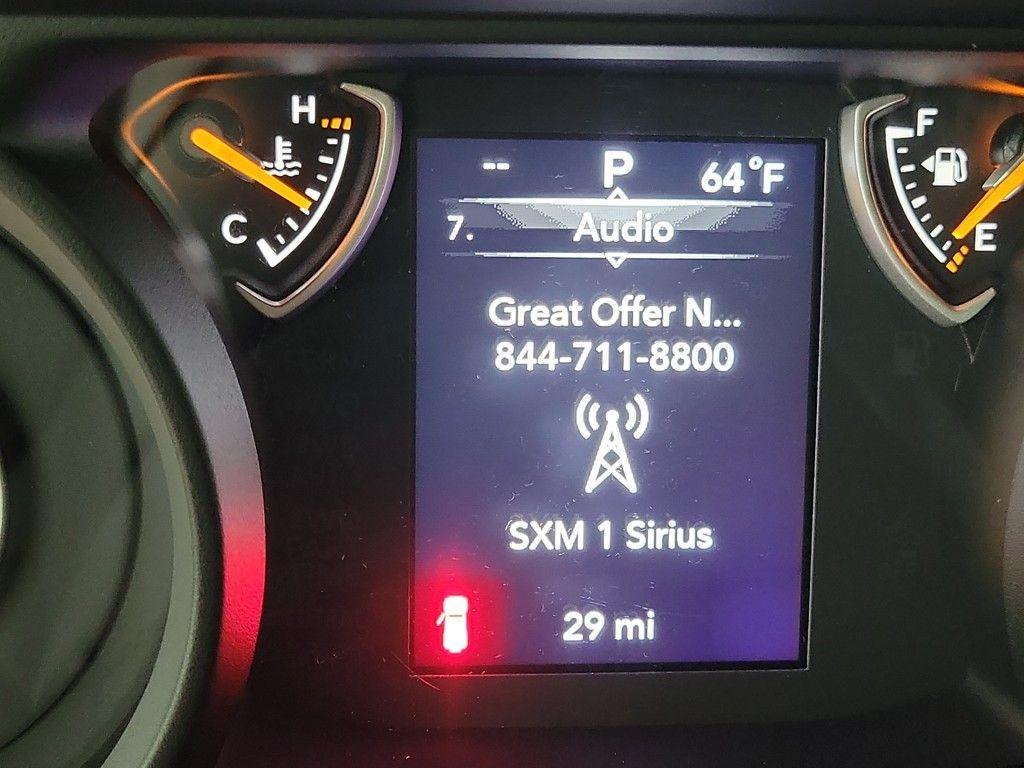 H
C
F
E
-- P 64°F
7. Audio
Great Offer N...
844-711-8800
SXM 1 Sirius
29 mi